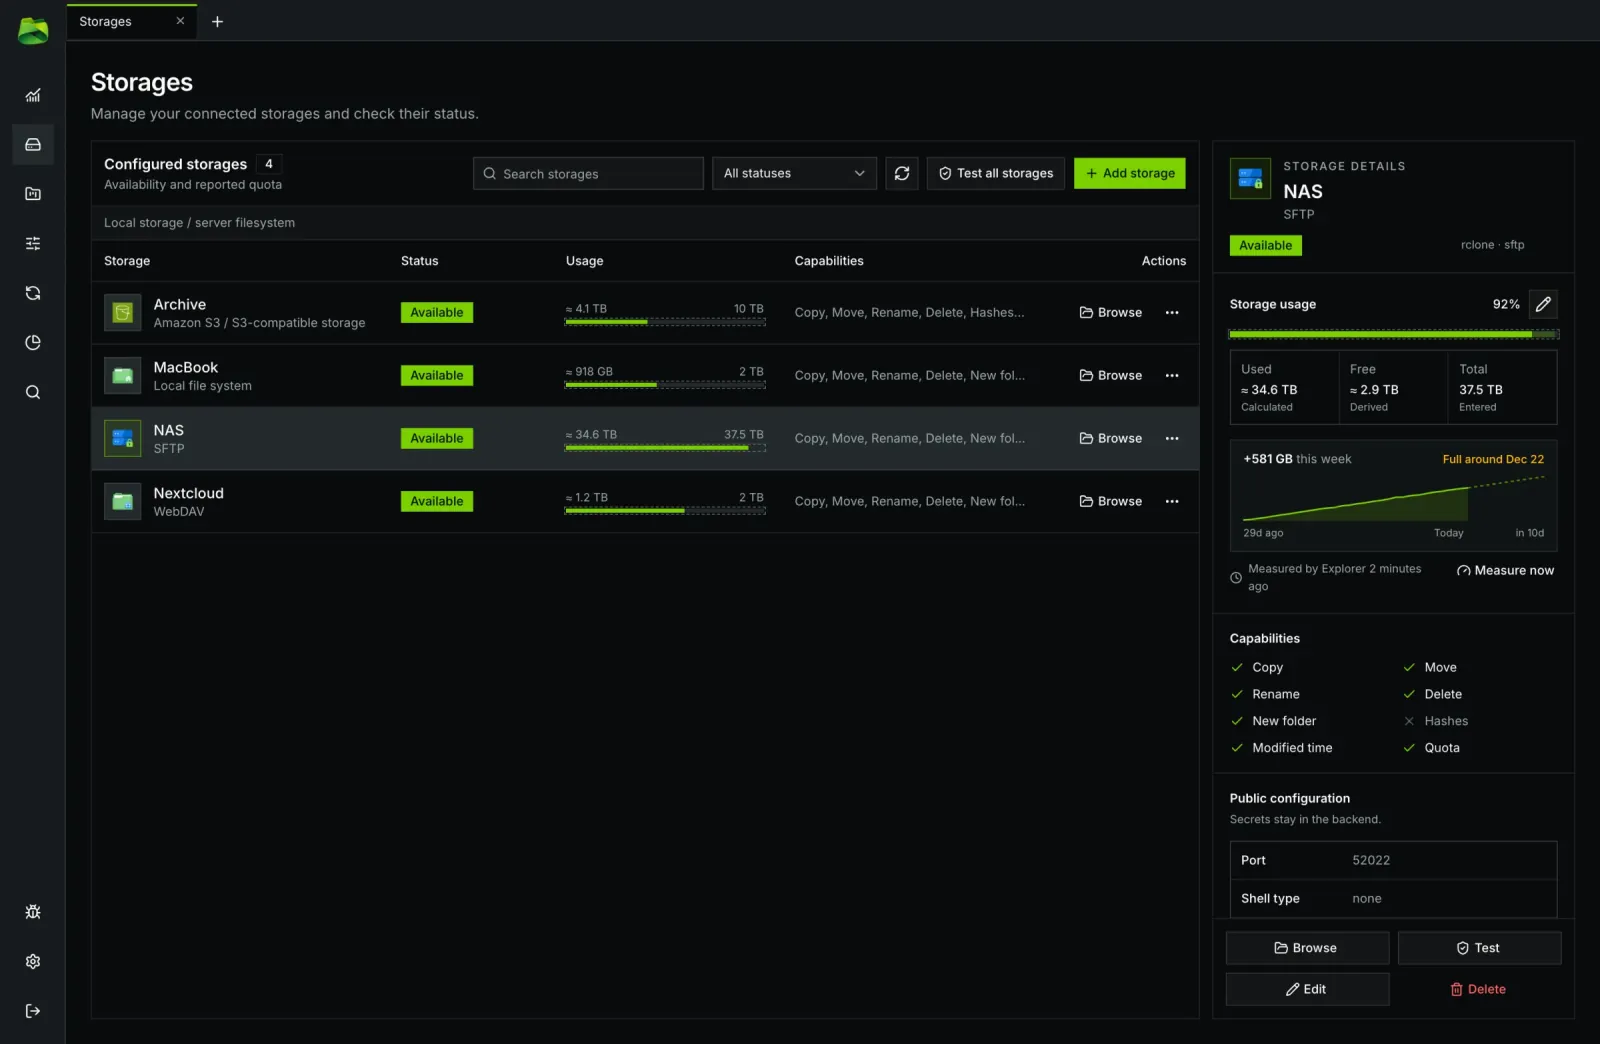 Storages
Storages
Manage your connected storages and check their status.
Configured storages 4
Availability and reported quota
Search storages
All statuses
Test all storages
+ Add storage
Local storage / server filesystem
Storage Status Usage Capabilities Actions
Archive
Amazon S3 / S3-compatible storage
Available
≈ 4.1 TB 10 TB
Copy, Move, Rename, Delete, Hashes...
Browse
MacBook
Local file system
Available
≈ 918 GB 2 TB
Copy, Move, Rename, Delete, New fol...
Browse
NAS
SFTP
Available
≈ 34.6 TB 37.5 TB
Copy, Move, Rename, Delete, New fol...
Browse
Nextcloud
WebDAV
Available
≈ 1.2 TB 2 TB
Copy, Move, Rename, Delete, New fol...
Browse
STORAGE DETAILS
NAS
SFTP
Available
rclone · sftp
Storage usage 92%
Used Free Total
≈ 34.6 TB ≈ 2.9 TB 37.5 TB
Calculated Derived Entered
+581 GB this week Full around Dec 22
29d ago Today in 10d
Measured by Explorer 2 minutes
ago
Measure now
Capabilities
Copy Move
Rename Delete
New folder Hashes
Modified time Quota
Public configuration
Secrets stay in the backend.
Port 52022
Shell type none
Browse Test
Edit Delete